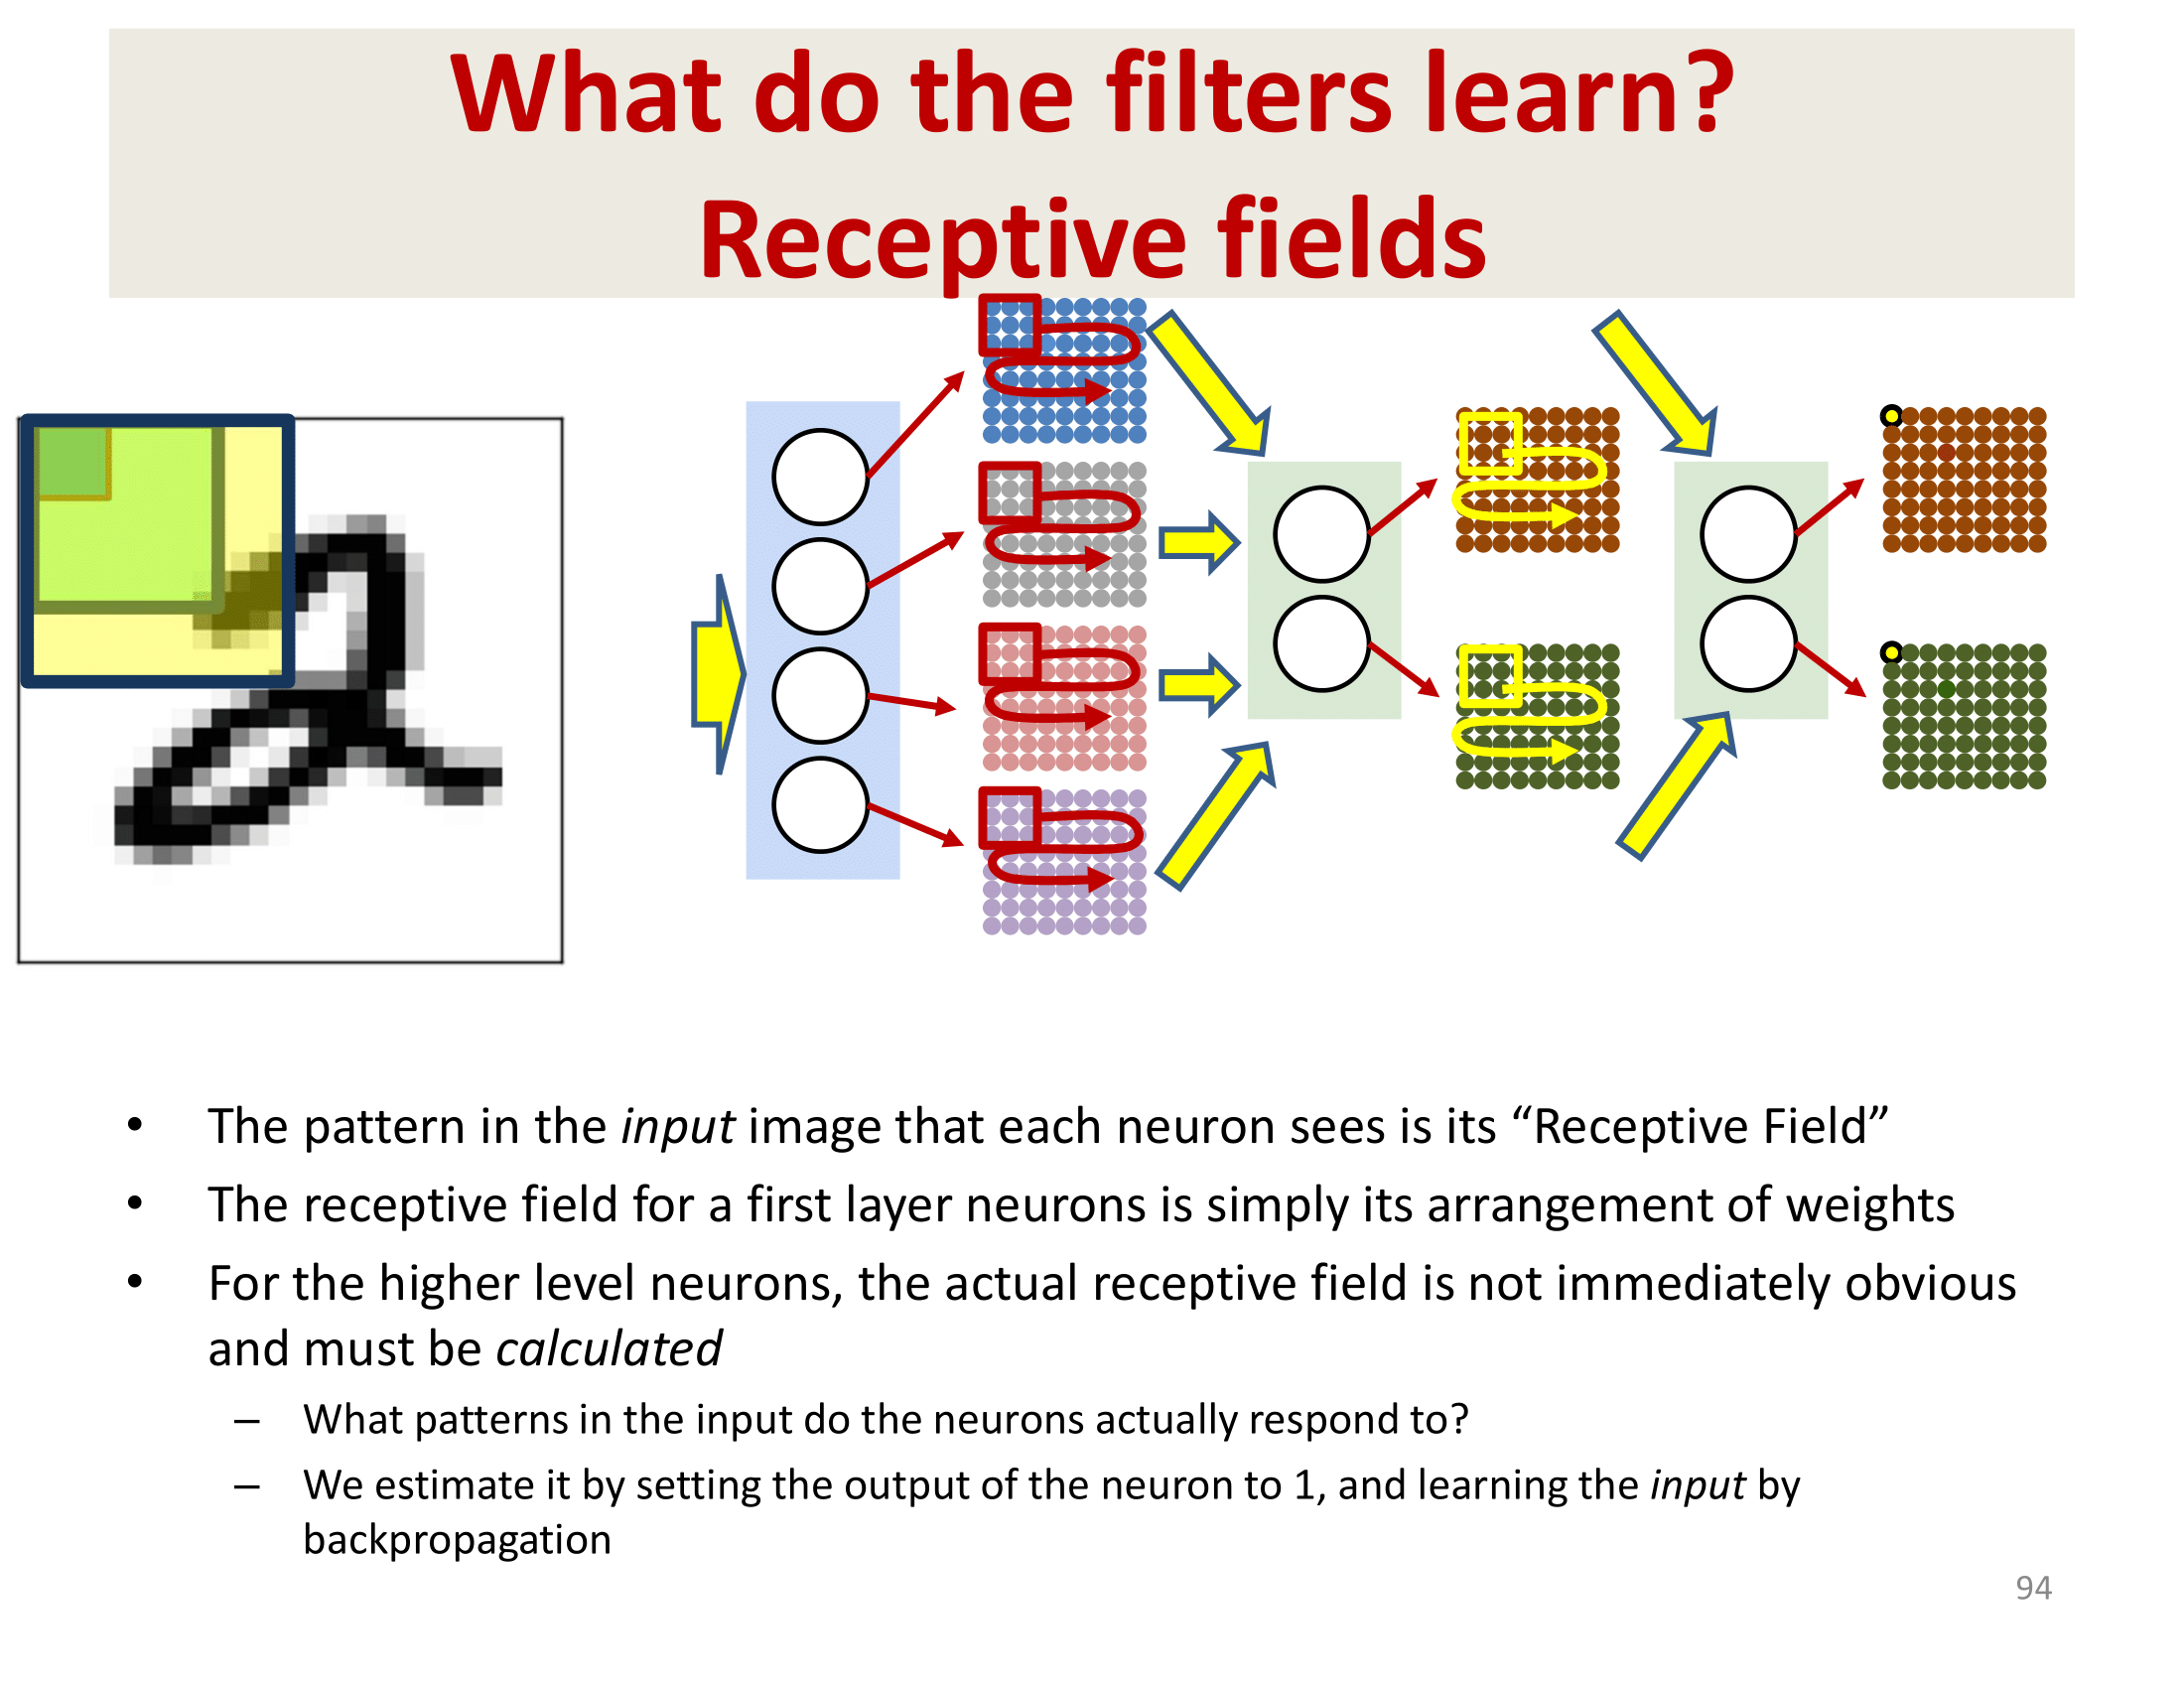 What do the filters learn?
Receptive fields
• The pattern in the input image that each neuron sees is its “Receptive Field”
• The receptive field for a first layer neurons is simply its arrangement of weights
• For the higher level neurons, the actual receptive field is not immediately obvious
and must be calculated
– What patterns in the input do the neurons actually respond to?
– We estimate it by setting the output of the neuron to 1, and learning the input by
backpropagation
94